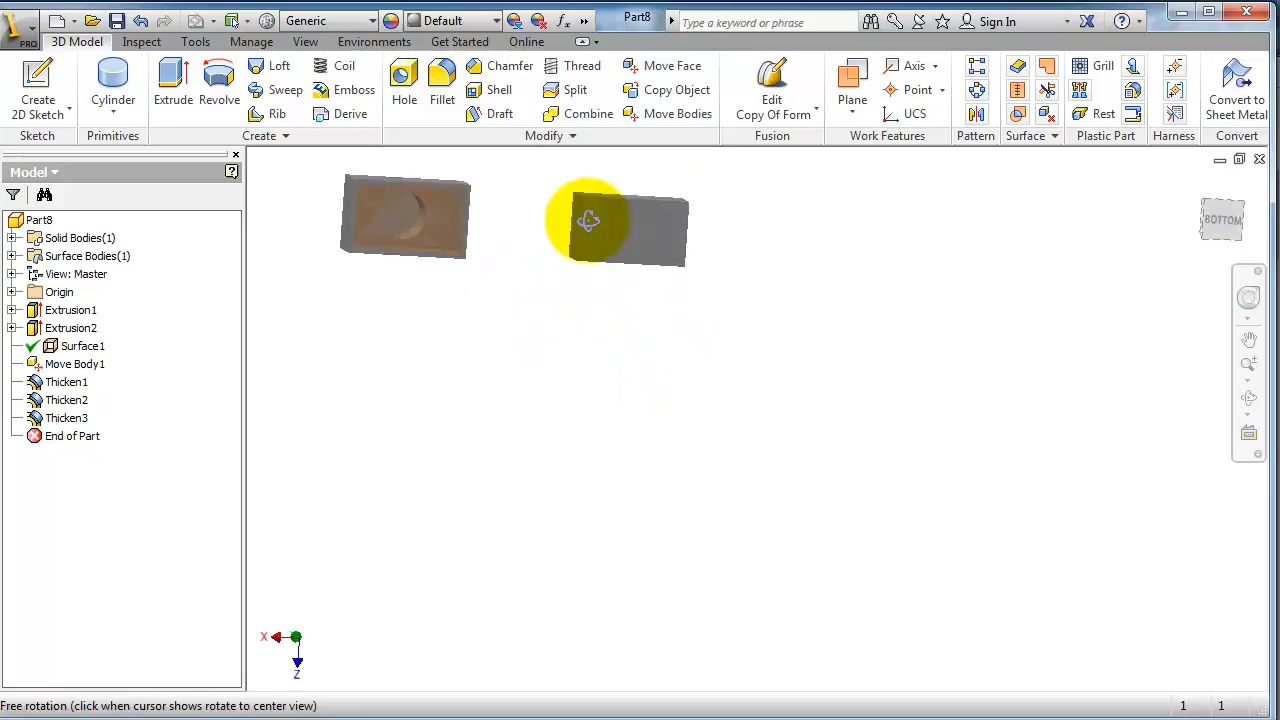 Generic
Default
Part8
Type a keyword or phrase
Sign In
PRO
3D Model
Inspect
Tools
Manage
View
Environments
Get Started
Online
Create
2D Sketch
Cylinder
Extrude
Revolve
Loft
Sweep
Rib
Coil
Emboss
Derive
Hole
Fillet
Chamfer
Shell
Draft
Thread
Split
Combine
Move Face
Copy Object
Move Bodies
Edit
Copy Of Form
Plane
Axis
Point
UCS
Grill
Rest
Convert to
Sheet Metal
Sketch
Primitives
Create
Modify
Fusion
Work Features
Pattern
Surface
Plastic Part
Harness
Convert
Model
Part8
Solid Bodies(1)
Surface Bodies(1)
View: Master
Origin
Extrusion1
Extrusion2
Surface1
Move Body1
Thicken1
Thicken2
Thicken3
End of Part
BOTTOM
X
Z
Free rotation (click when cursor shows rotate to center view)
1 1